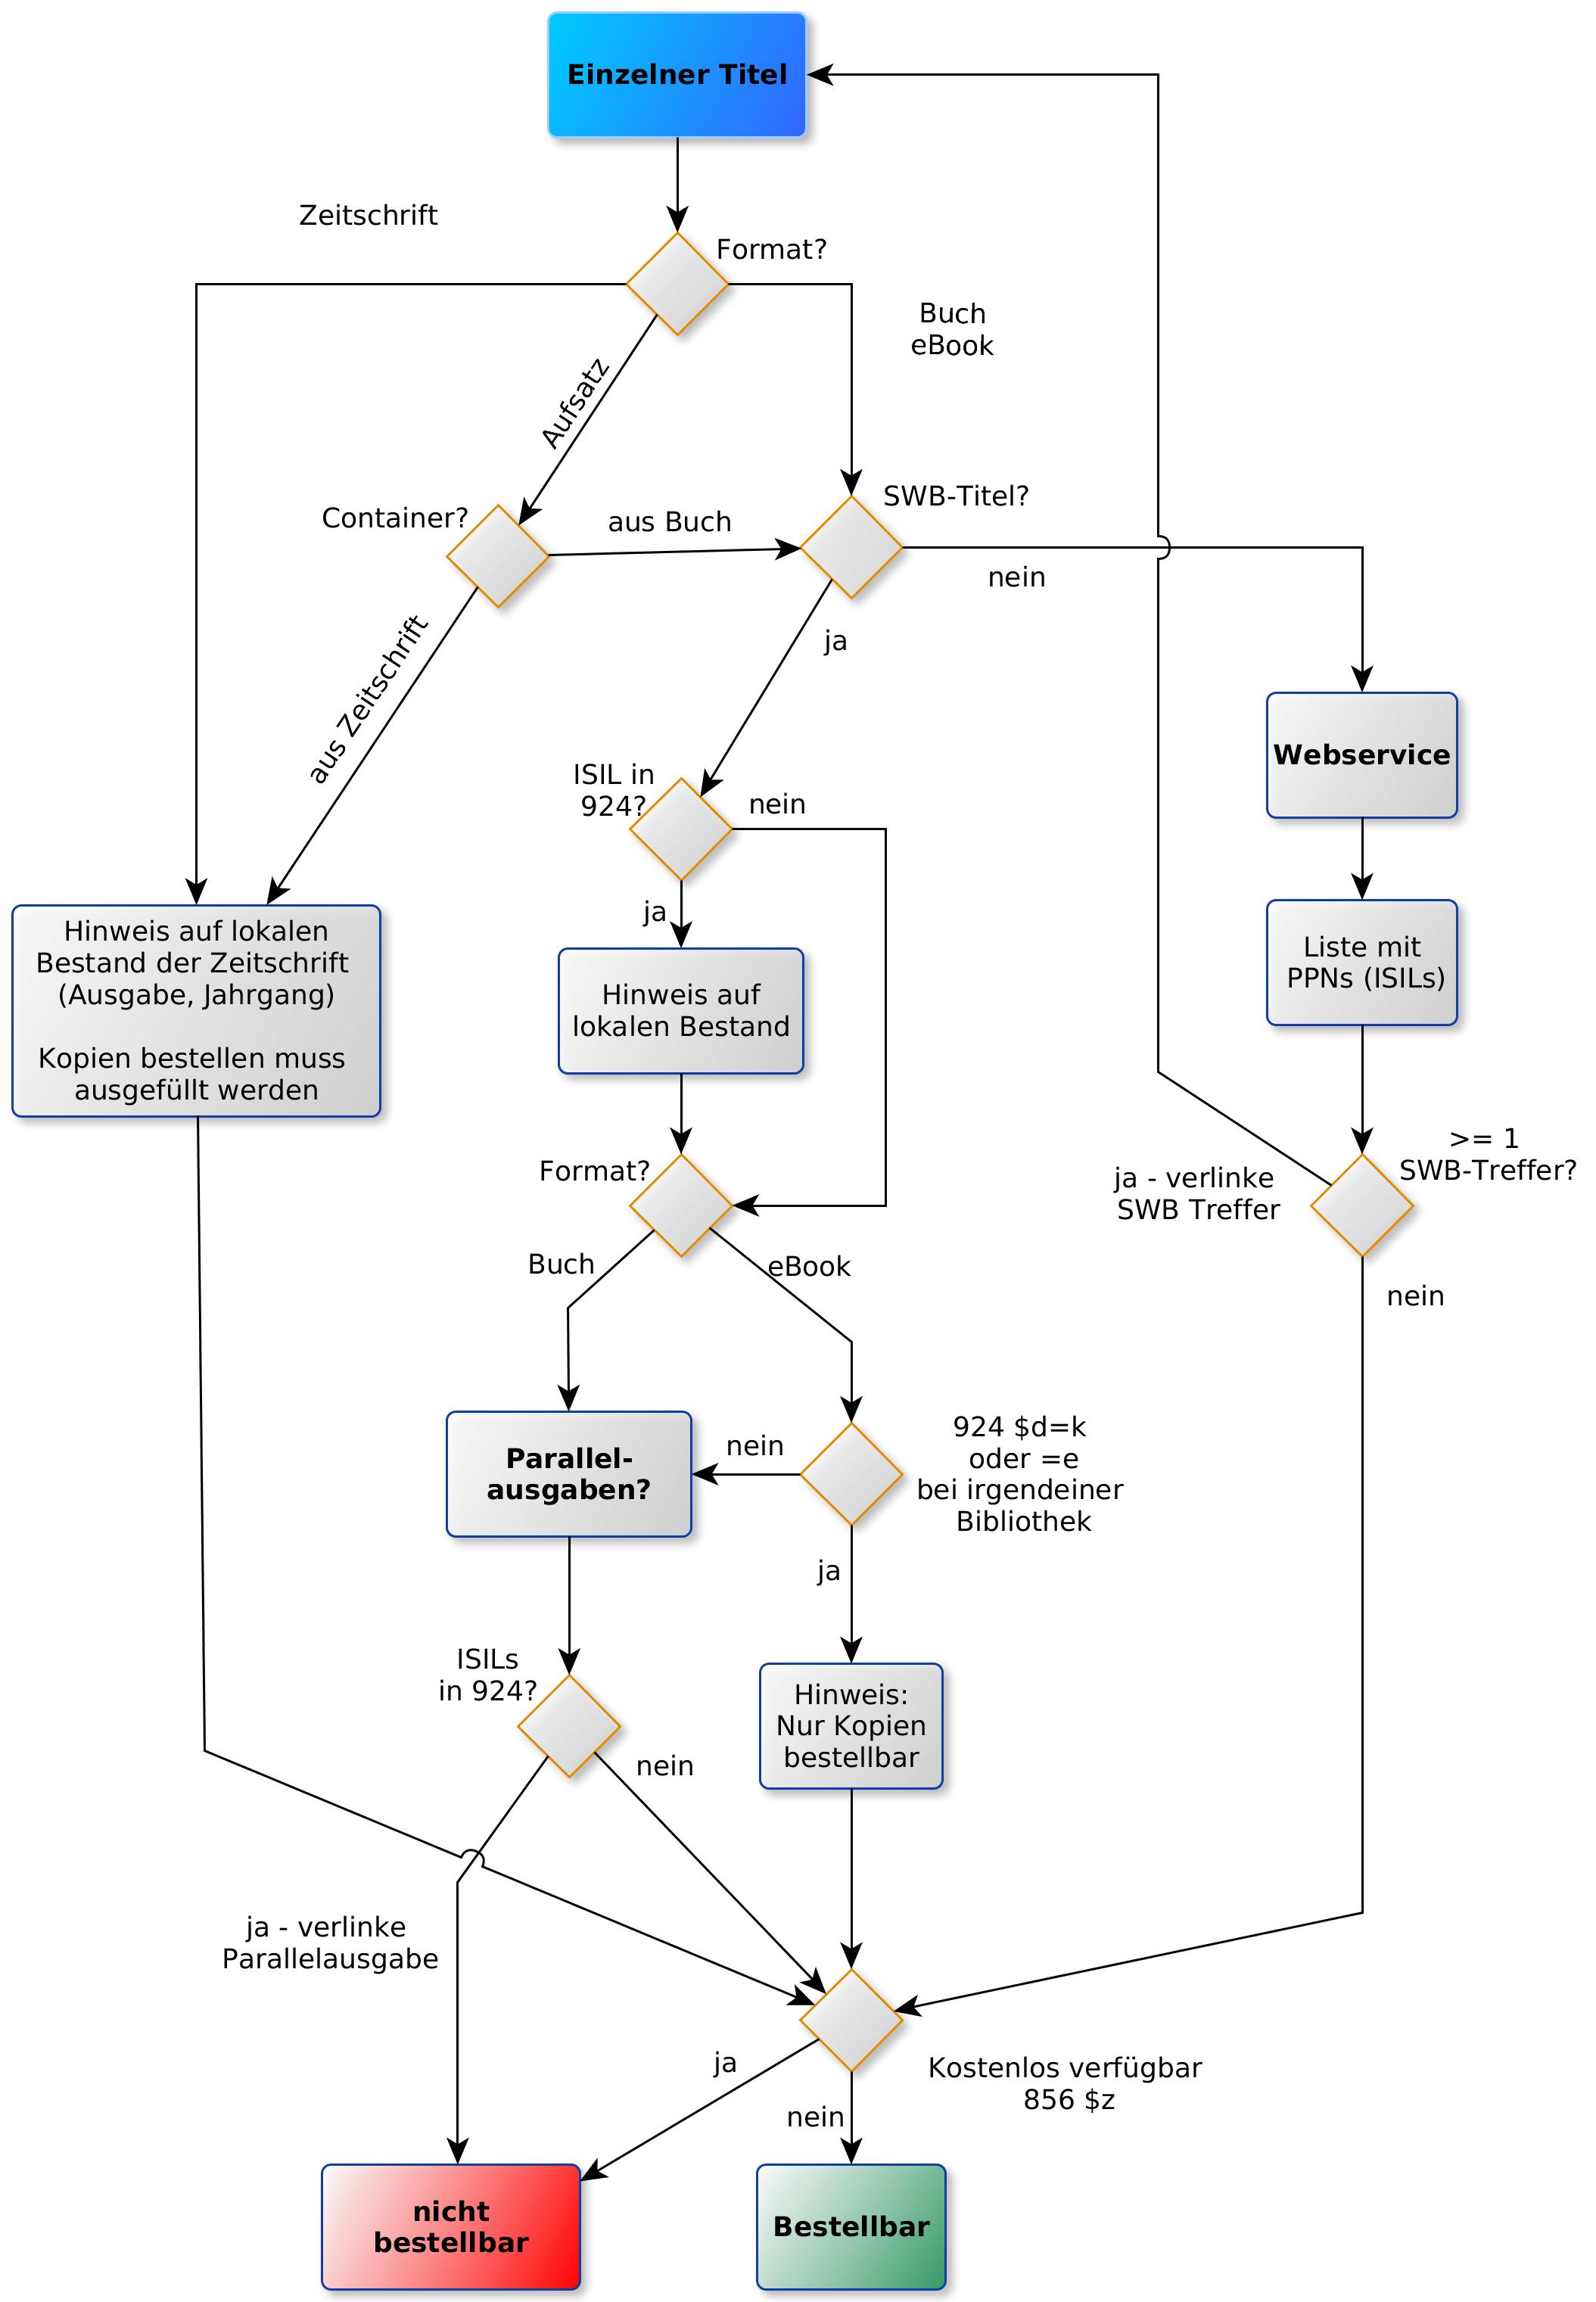 Einzelner Titel
Zeitschrift
Format?
Buch
eBook
Aufsatz
Container?
aus Buch
SWB-Titel?
nein
ja
aus Zeitschrift
Webservice
ISIL in
924?
nein
ja
Hinweis auf lokalen
Bestand der Zeitschrift
(Ausgabe, Jahrgang)
Kopien bestellen muss
ausgefüllt werden
Hinweis auf
lokalen Bestand
Liste mit
PPNs (ISILs)
>= 1
SWB-Treffer?
ja - verlinke
SWB Treffer
Format?
Buch
eBook
nein
Parallel-
ausgaben?
nein
924 $d=k
oder =e
bei irgendeiner
Bibliothek
ja
ISILs
in 924?
nein
Hinweis:
Nur Kopien
bestellbar
ja - verlinke
Parallelausgabe
ja
Kostenlos verfügbar
856 $z
nein
nicht
bestellbar
Bestellbar